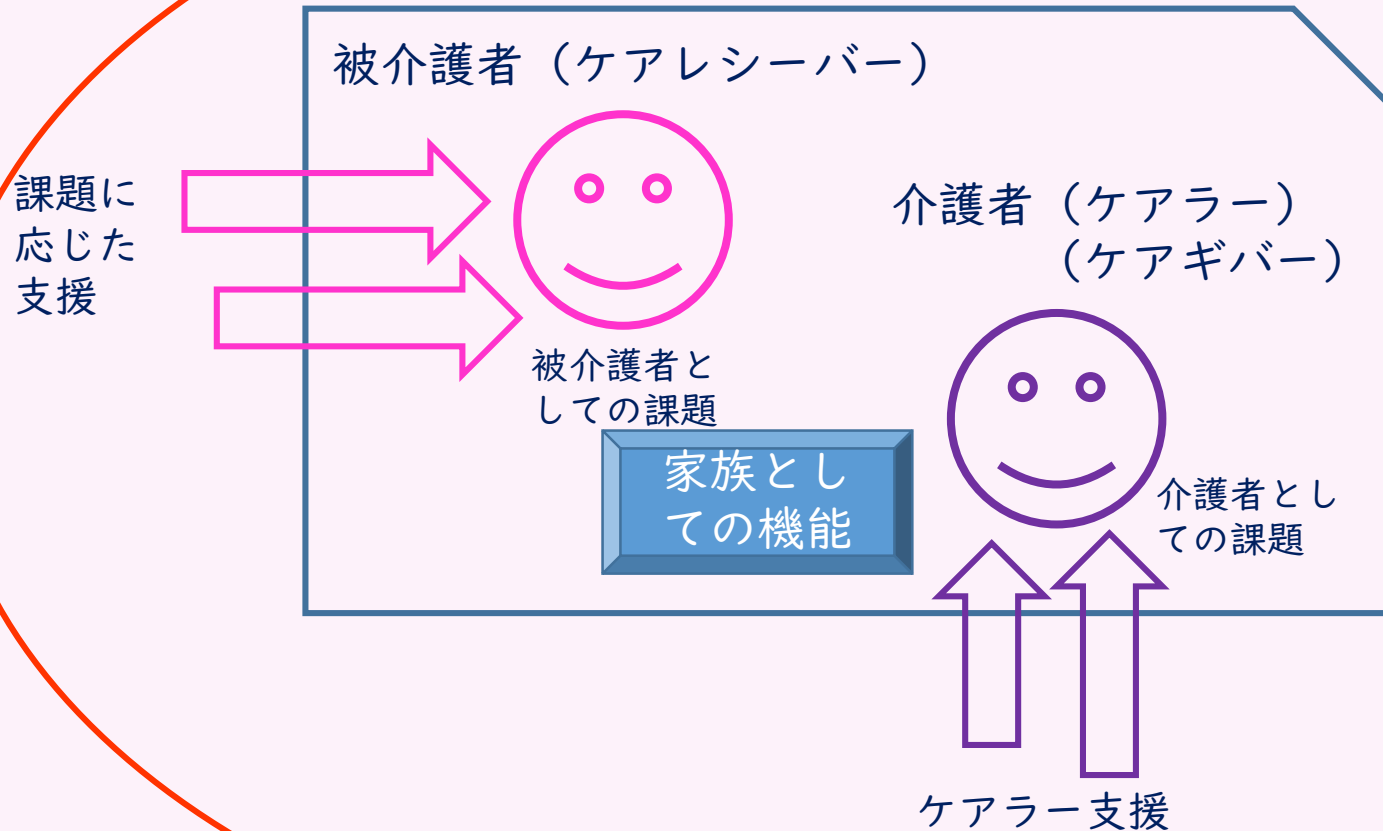 被介護者（ケアレシーバー）
課題に
応じた
支援
介護者（ケアラー）
（ケアギバー）
被介護者と
しての課題
家族とし
ての機能
介護者とし
ての課題
ケアラー支援